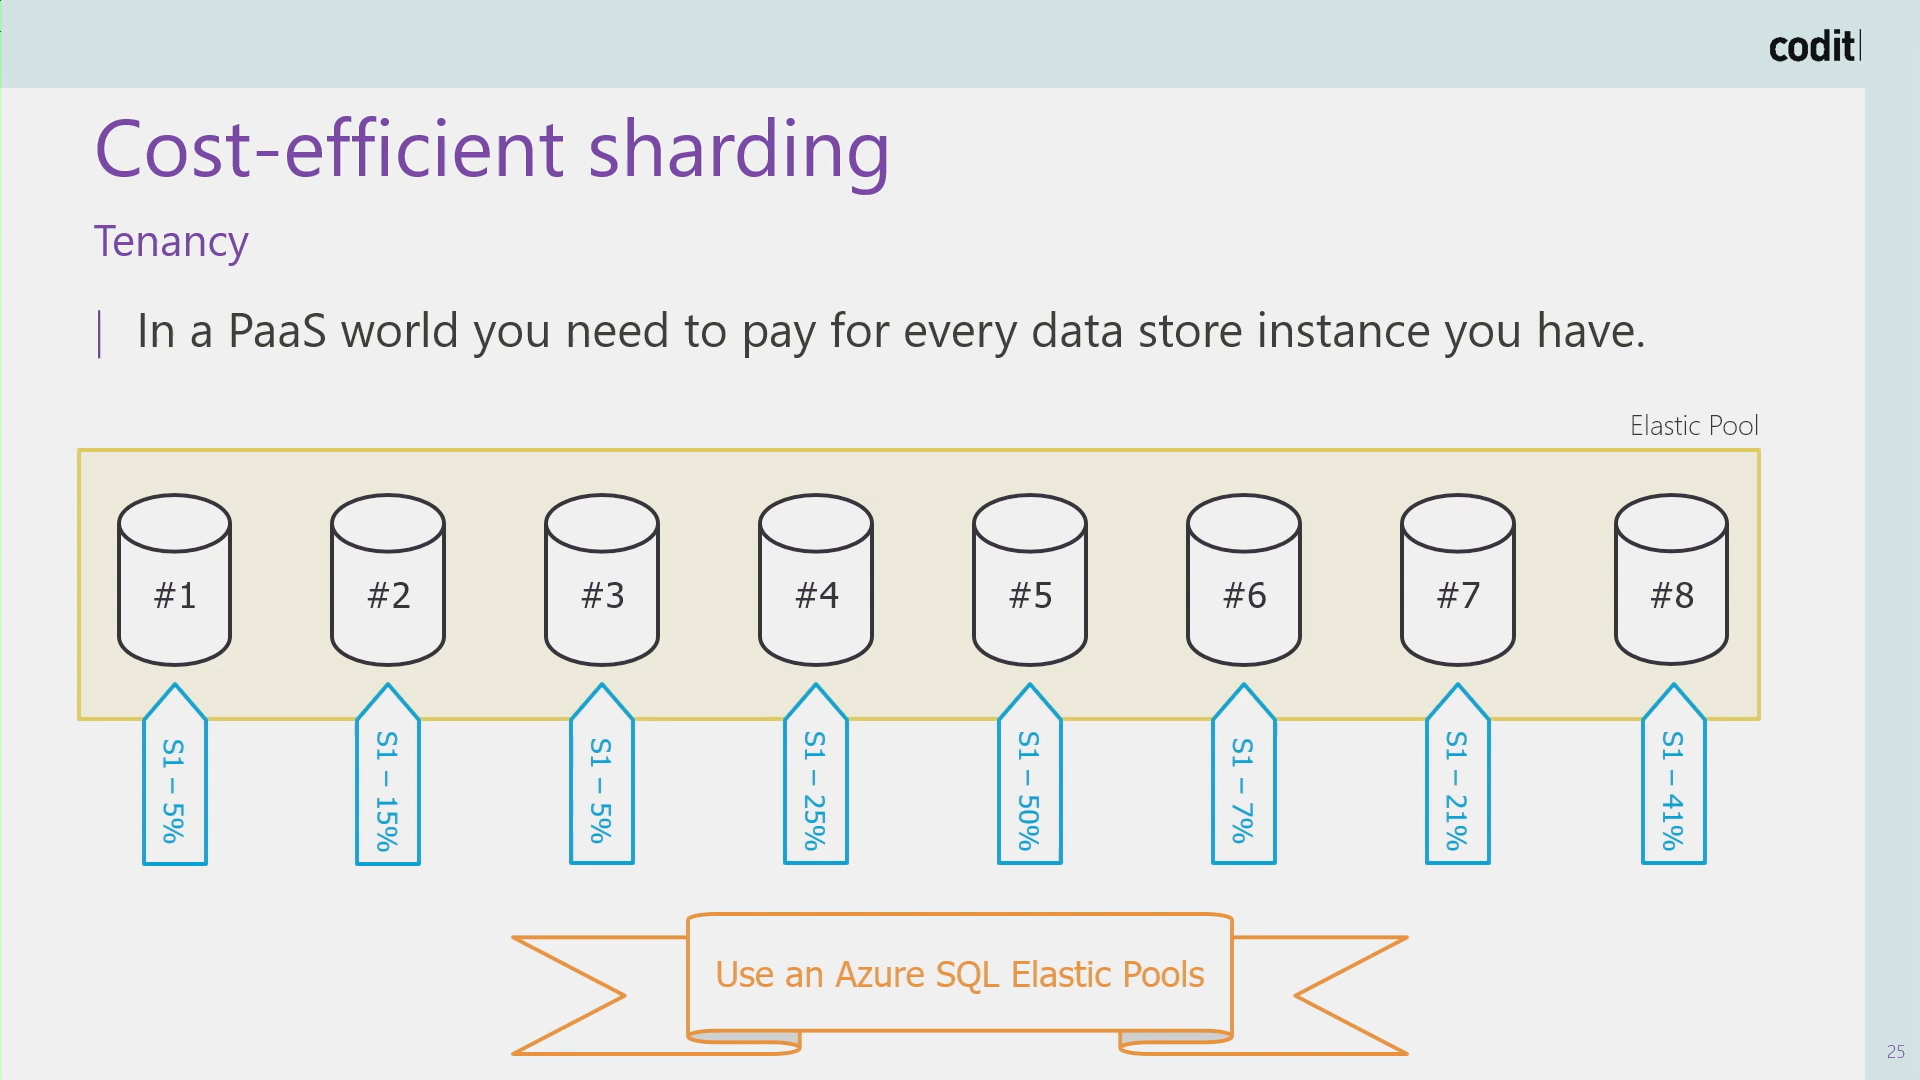 codit
Cost-efficient sharding
Tenancy
In a PaaS world you need to pay for every data store instance you have.
Elastic Pool
#1
#2
#3
#4
#5
#6
#7
#8
S1 – 5%
S1 – 15%
S1 – 5%
S1 – 25%
S1 – 50%
S1 – 7%
S1 – 21%
S1 – 41%
Use an Azure SQL Elastic Pools
25